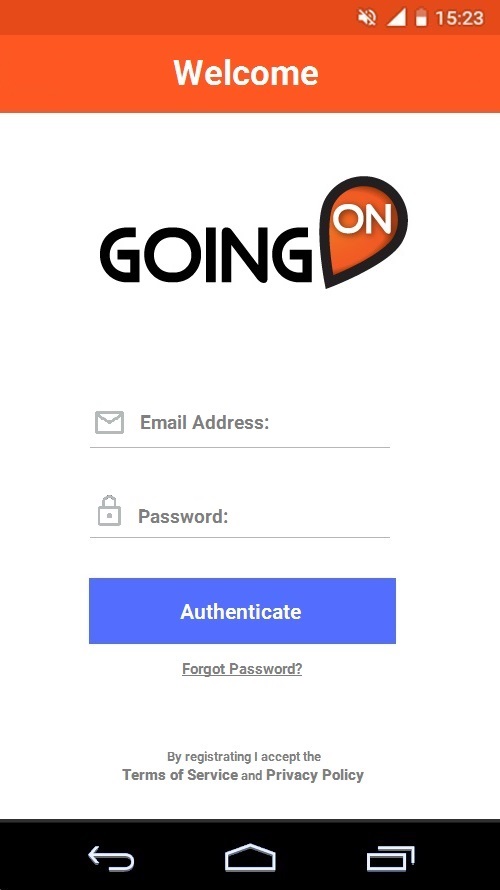 15:23
Welcome
GOING ON
Email Address:
Password:
Authenticate
Forgot Password?
By registrating I accept the
Terms of Service and Privacy Policy